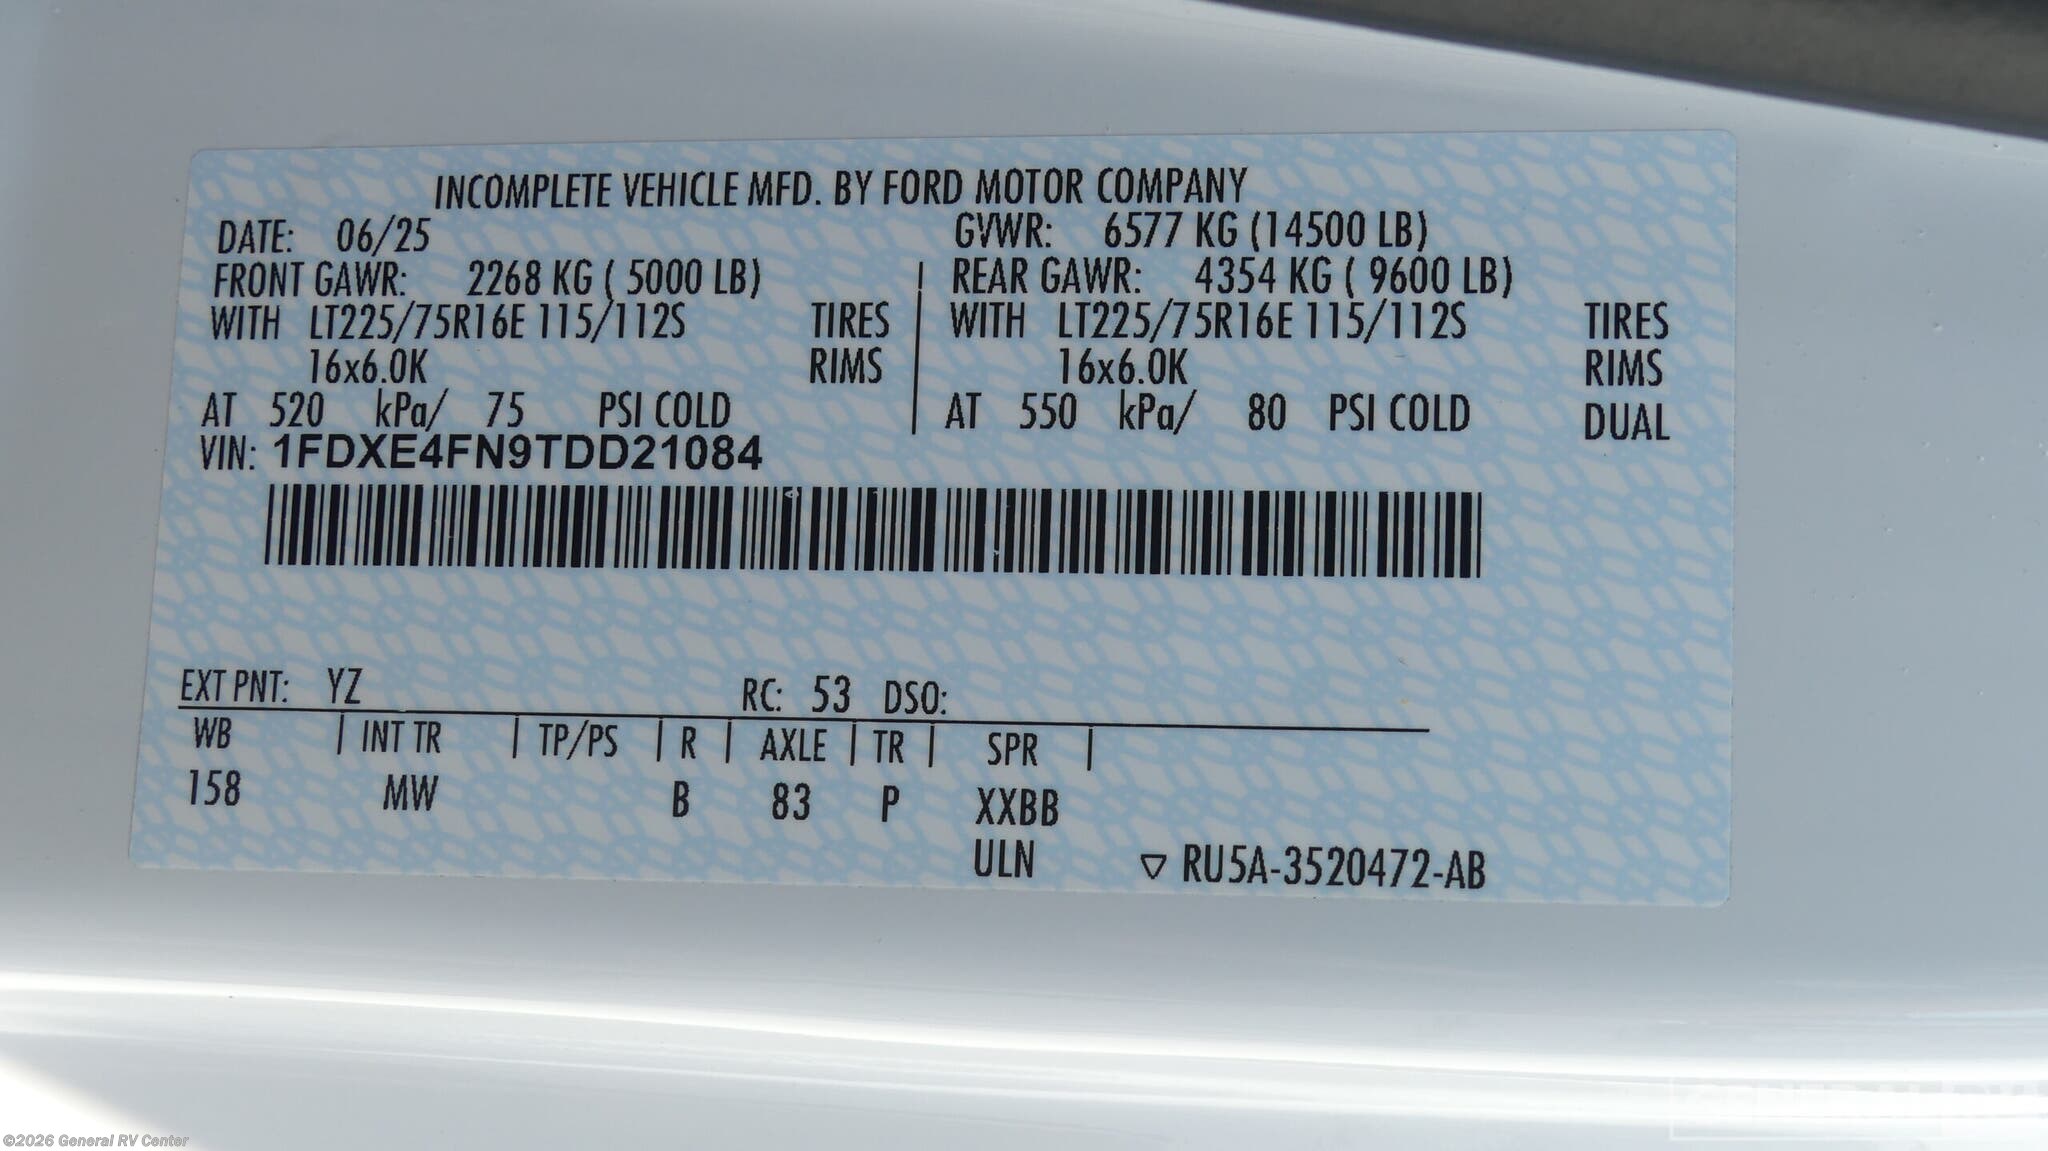 INCOMPLETE VEHICLE MFD. BY FORD MOTOR COMPANY
DATE: 06/25 GVWR: 6577 KG (14500 LB)
FRONT GAWR: 2268 KG ( 5000 LB) REAR GAWR: 4354 KG ( 9600 LB)
WITH LT225/75R16E 115/112S TIRES WITH LT225/75R16E 115/112S TIRES
16x6.0K RIMS 16x6.0K RIMS
AT 520 kPa/ 75 PSI COLD AT 550 kPa/ 80 PSI COLD DUAL
VIN: 1FDXE4FN9TDD21084
EXT PNT: YZ RC: 53 DSO:
WB | INT TR | TP/PS | R | AXLE | TR | SPR |
158 MW B 83 P XXBB
ULN ▽ RU5A-3520472-AB
©2026 General RV Center